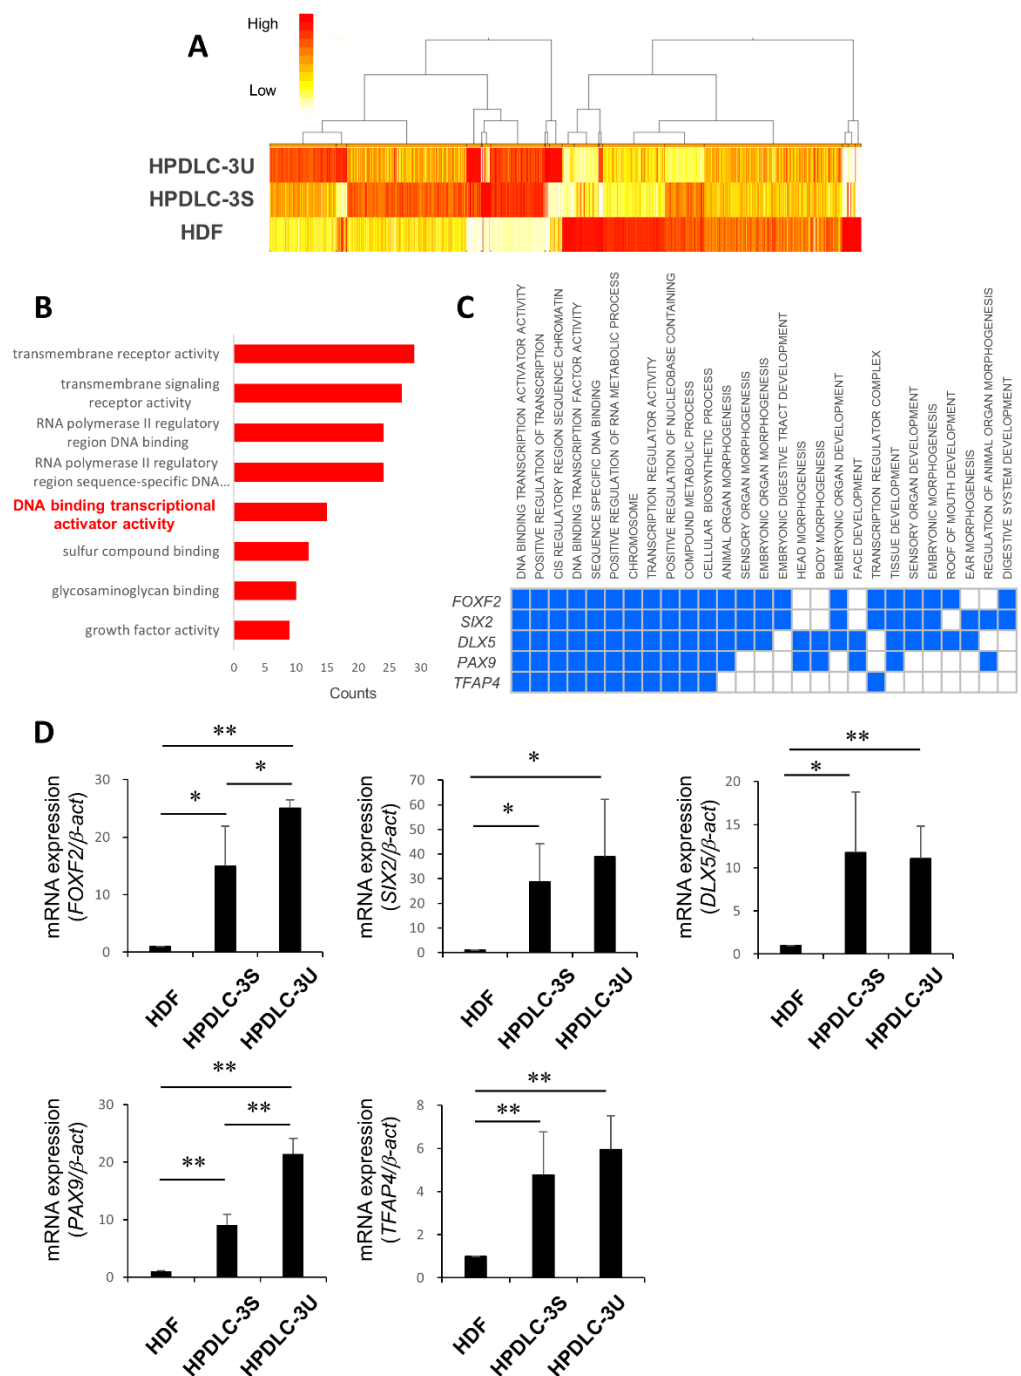 A
High
Low
HPDLC-3U
HPDLC-3S
HDF
B
transmembrane receptor activity
transmembrane signaling
receptor activity
RNA polymerase II regulatory
region DNA binding
RNA polymerase II regulatory
region sequence-specific DNA...
DNA binding transcriptional
activator activity
sulfur compound binding
glycosaminoglycan binding
growth factor activity
0 5 10 15 20 25 30
Counts
C
DNA BINDING TRANSCRIPTION ACTIVATOR ACTIVITY
POSITIVE REGULATION OF TRANSCRIPTION
CIS REGULATORY REGION SEQUENCE CHROMATIN
DNA BINDING TRANSCRIPTION FACTOR ACTIVITY
SEQUENCE SPECIFIC DNA BINDING
POSITIVE REGULATION OF RNA METABOLIC PROCESS
CHROMOSOME
TRANSCRIPTION REGULATOR ACTIVITY
POSITIVE REGULATION OF NUCLEOBASE CONTAINING
COMPOUND METABOLIC PROCESS
CELLULAR BIOSYNTHETIC PROCESS
ANIMAL ORGAN MORPHOGENESIS
SENSORY ORGAN MORPHOGENESIS
EMBRYONIC ORGAN MORPHOGENESIS
EMBRYONIC DIGESTIVE TRACT DEVELOPMENT
HEAD MORPHOGENESIS
BODY MORPHOGENESIS
EMBRYONIC ORGAN DEVELOPMENT
FACE DEVELOPMENT
TRANSCRIPTION REGULATOR COMPLEX
TISSUE DEVELOPMENT
SENSORY ORGAN DEVELOPMENT
EMBRYONIC MORPHOGENESIS
ROOF OF MOUTH DEVELOPMENT
EAR MORPHOGENESIS
REGULATION OF ANIMAL ORGAN MORPHOGENESIS
DIGESTIVE SYSTEM DEVELOPMENT
FOXF2
SIX2
DLX5
PAX9
TFAP4
D
mRNA expression
(FOXF2/β-act)
30
20
10
0
**
*
*
HDF
HPDLC-3S
HPDLC-3U
mRNA expression
(SIX2/β-act)
70
60
50
40
30
20
10
0
*
*
HDF
HPDLC-3S
HPDLC-3U
mRNA expression
(DLX5/β-act)
20
15
10
5
0
**
*
HDF
HPDLC-3S
HPDLC-3U
mRNA expression
(PAX9/β-act)
30
20
10
0
**
**
**
HDF
HPDLC-3S
HPDLC-3U
mRNA expression
(TFAP4/β-act)
8
6
4
2
0
**
**
HDF
HPDLC-3S
HPDLC-3U